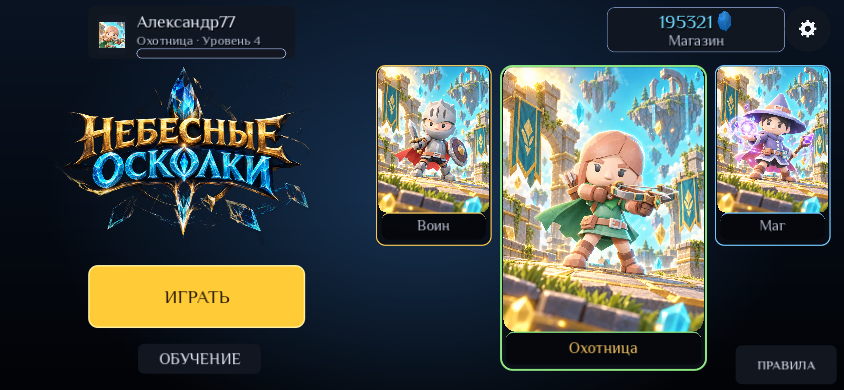 Александр77
Охотница · Уровень 4
195321
Магазин
НЕБЕСНЫЕ
ОСКОЛКИ
Воин
Охотница
Маг
ИГРАТЬ
ОБУЧЕНИЕ
ПРАВИЛА